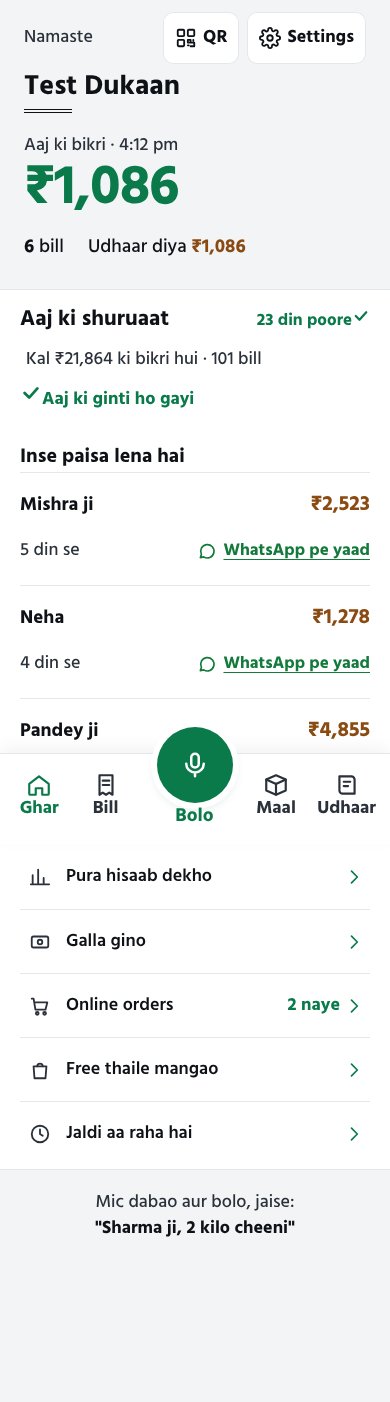 Namaste
QR
Settings
Test Dukaan
Aaj ki bikri · 4:12 pm
₹1,086
6 bill Udhaar diya ₹1,086
Aaj ki shuruaat
23 din poore
Kal ₹21,864 ki bikri hui · 101 bill
Aaj ki ginti ho gayi
Inse paisa lena hai
Mishra ji ₹2,523
5 din se WhatsApp pe yaad
Neha ₹1,278
4 din se WhatsApp pe yaad
Pandey ji ₹4,855
Ghar Bill Bolo Maal Udhaar
Pura hisaab dekho
Galla gino
Online orders 2 naye
Free thaile mangao
Jaldi aa raha hai
Mic dabao aur bolo, jaise:
"Sharma ji, 2 kilo cheeni"